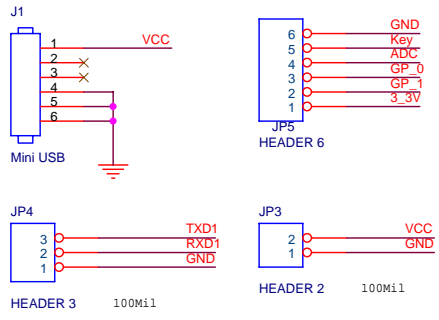 J1
1 VCC
2
3
4
5
6
Mini USB
6 GND
5 Key
4 ADC
3 GP_0
2 GP_1
1 3_3V
JP5
HEADER 6
JP4
3 TXD1
2 RXD1
1 GND
HEADER 3 100Mil
JP3
2 VCC
1 GND
HEADER 2 100Mil